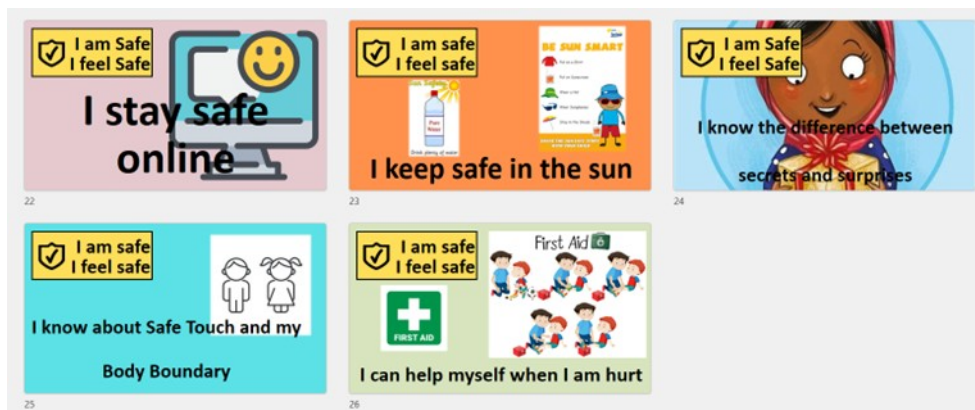 I am Safe
I feel Safe
I stay safe
online
22
I am safe
I feel safe
Drink plenty of water
BE SUN SMART
I keep safe in the sun
23
I am Safe
I feel Safe
I know the difference between
secrets and surprises
24
I am safe
I feel safe
I know about Safe Touch and my
Body Boundary
25
I am safe
I feel safe
First Aid
FIRST AID
I can help myself when I am hurt
26